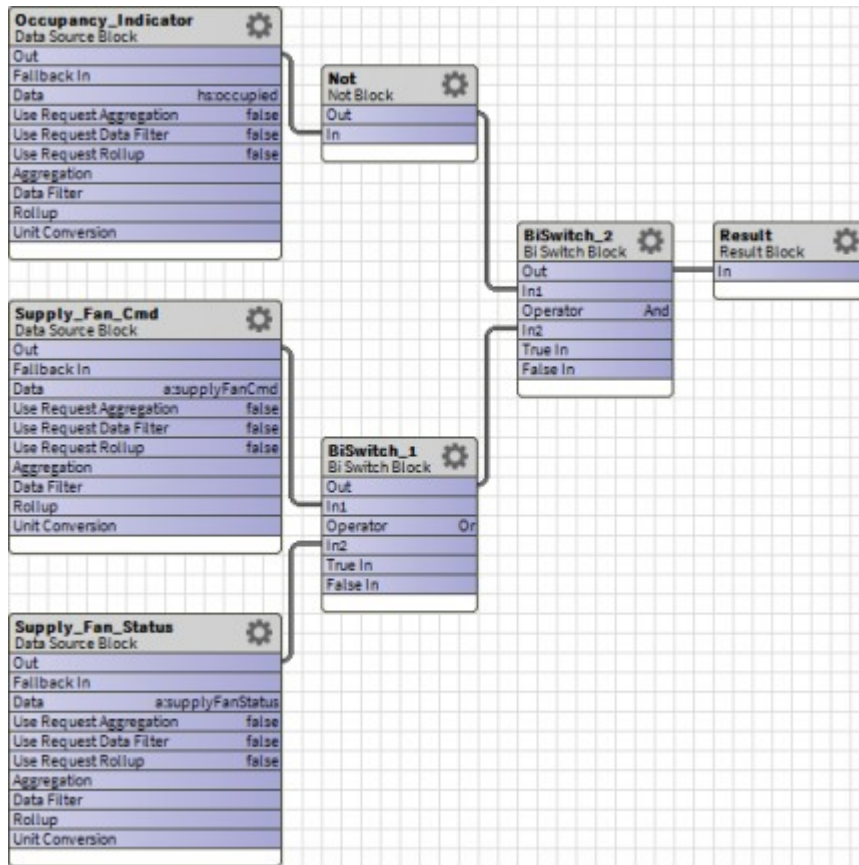 Occupancy_Indicator
Data Source Block
Out
Fallback In
Data hs:occupied
Use Request Aggregation false
Use Request Data Filter false
Use Request Rollup false
Aggregation
Data Filter
Rollup
Unit Conversion
Not
Not Block
Out
In
Supply_Fan_Cmd
Data Source Block
Out
Fallback In
Data a:supplyFanCmd
Use Request Aggregation false
Use Request Data Filter false
Use Request Rollup false
Aggregation
Data Filter
Rollup
Unit Conversion
BiSwitch_1
Bi Switch Block
Out
In1
Operator Or
In2
True In
False In
BiSwitch_2
Bi Switch Block
Out
In1
Operator And
In2
True In
False In
Result
Result Block
In
Supply_Fan_Status
Data Source Block
Out
Fallback In
Data a:supplyFanStatus
Use Request Aggregation false
Use Request Data Filter false
Use Request Rollup false
Aggregation
Data Filter
Rollup
Unit Conversion